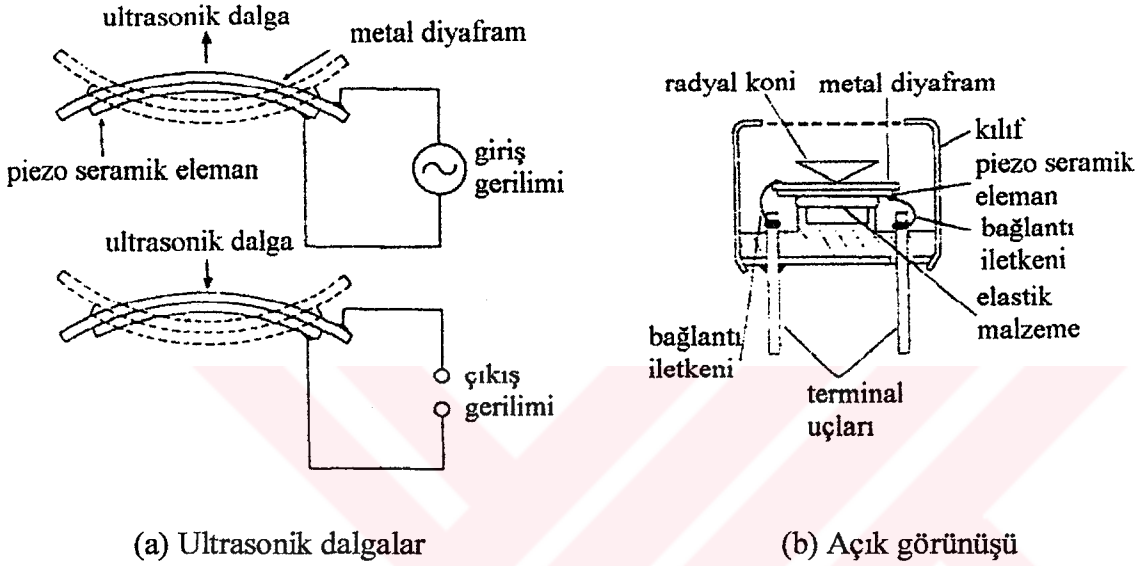 ultrasonik dalga
metal diyafram
piezo seramik eleman
giriş
gerilimi
ultrasonik dalga
çıkış
gerilimi
(a) Ultrasonik dalgalar
radyal koni
metal diyafram
kılıf
piezo seramik
eleman
bağlantı
iletkeni
elastik
malzeme
bağlantı
iletkeni
terminal
uçları
(b) Açık görünüşü